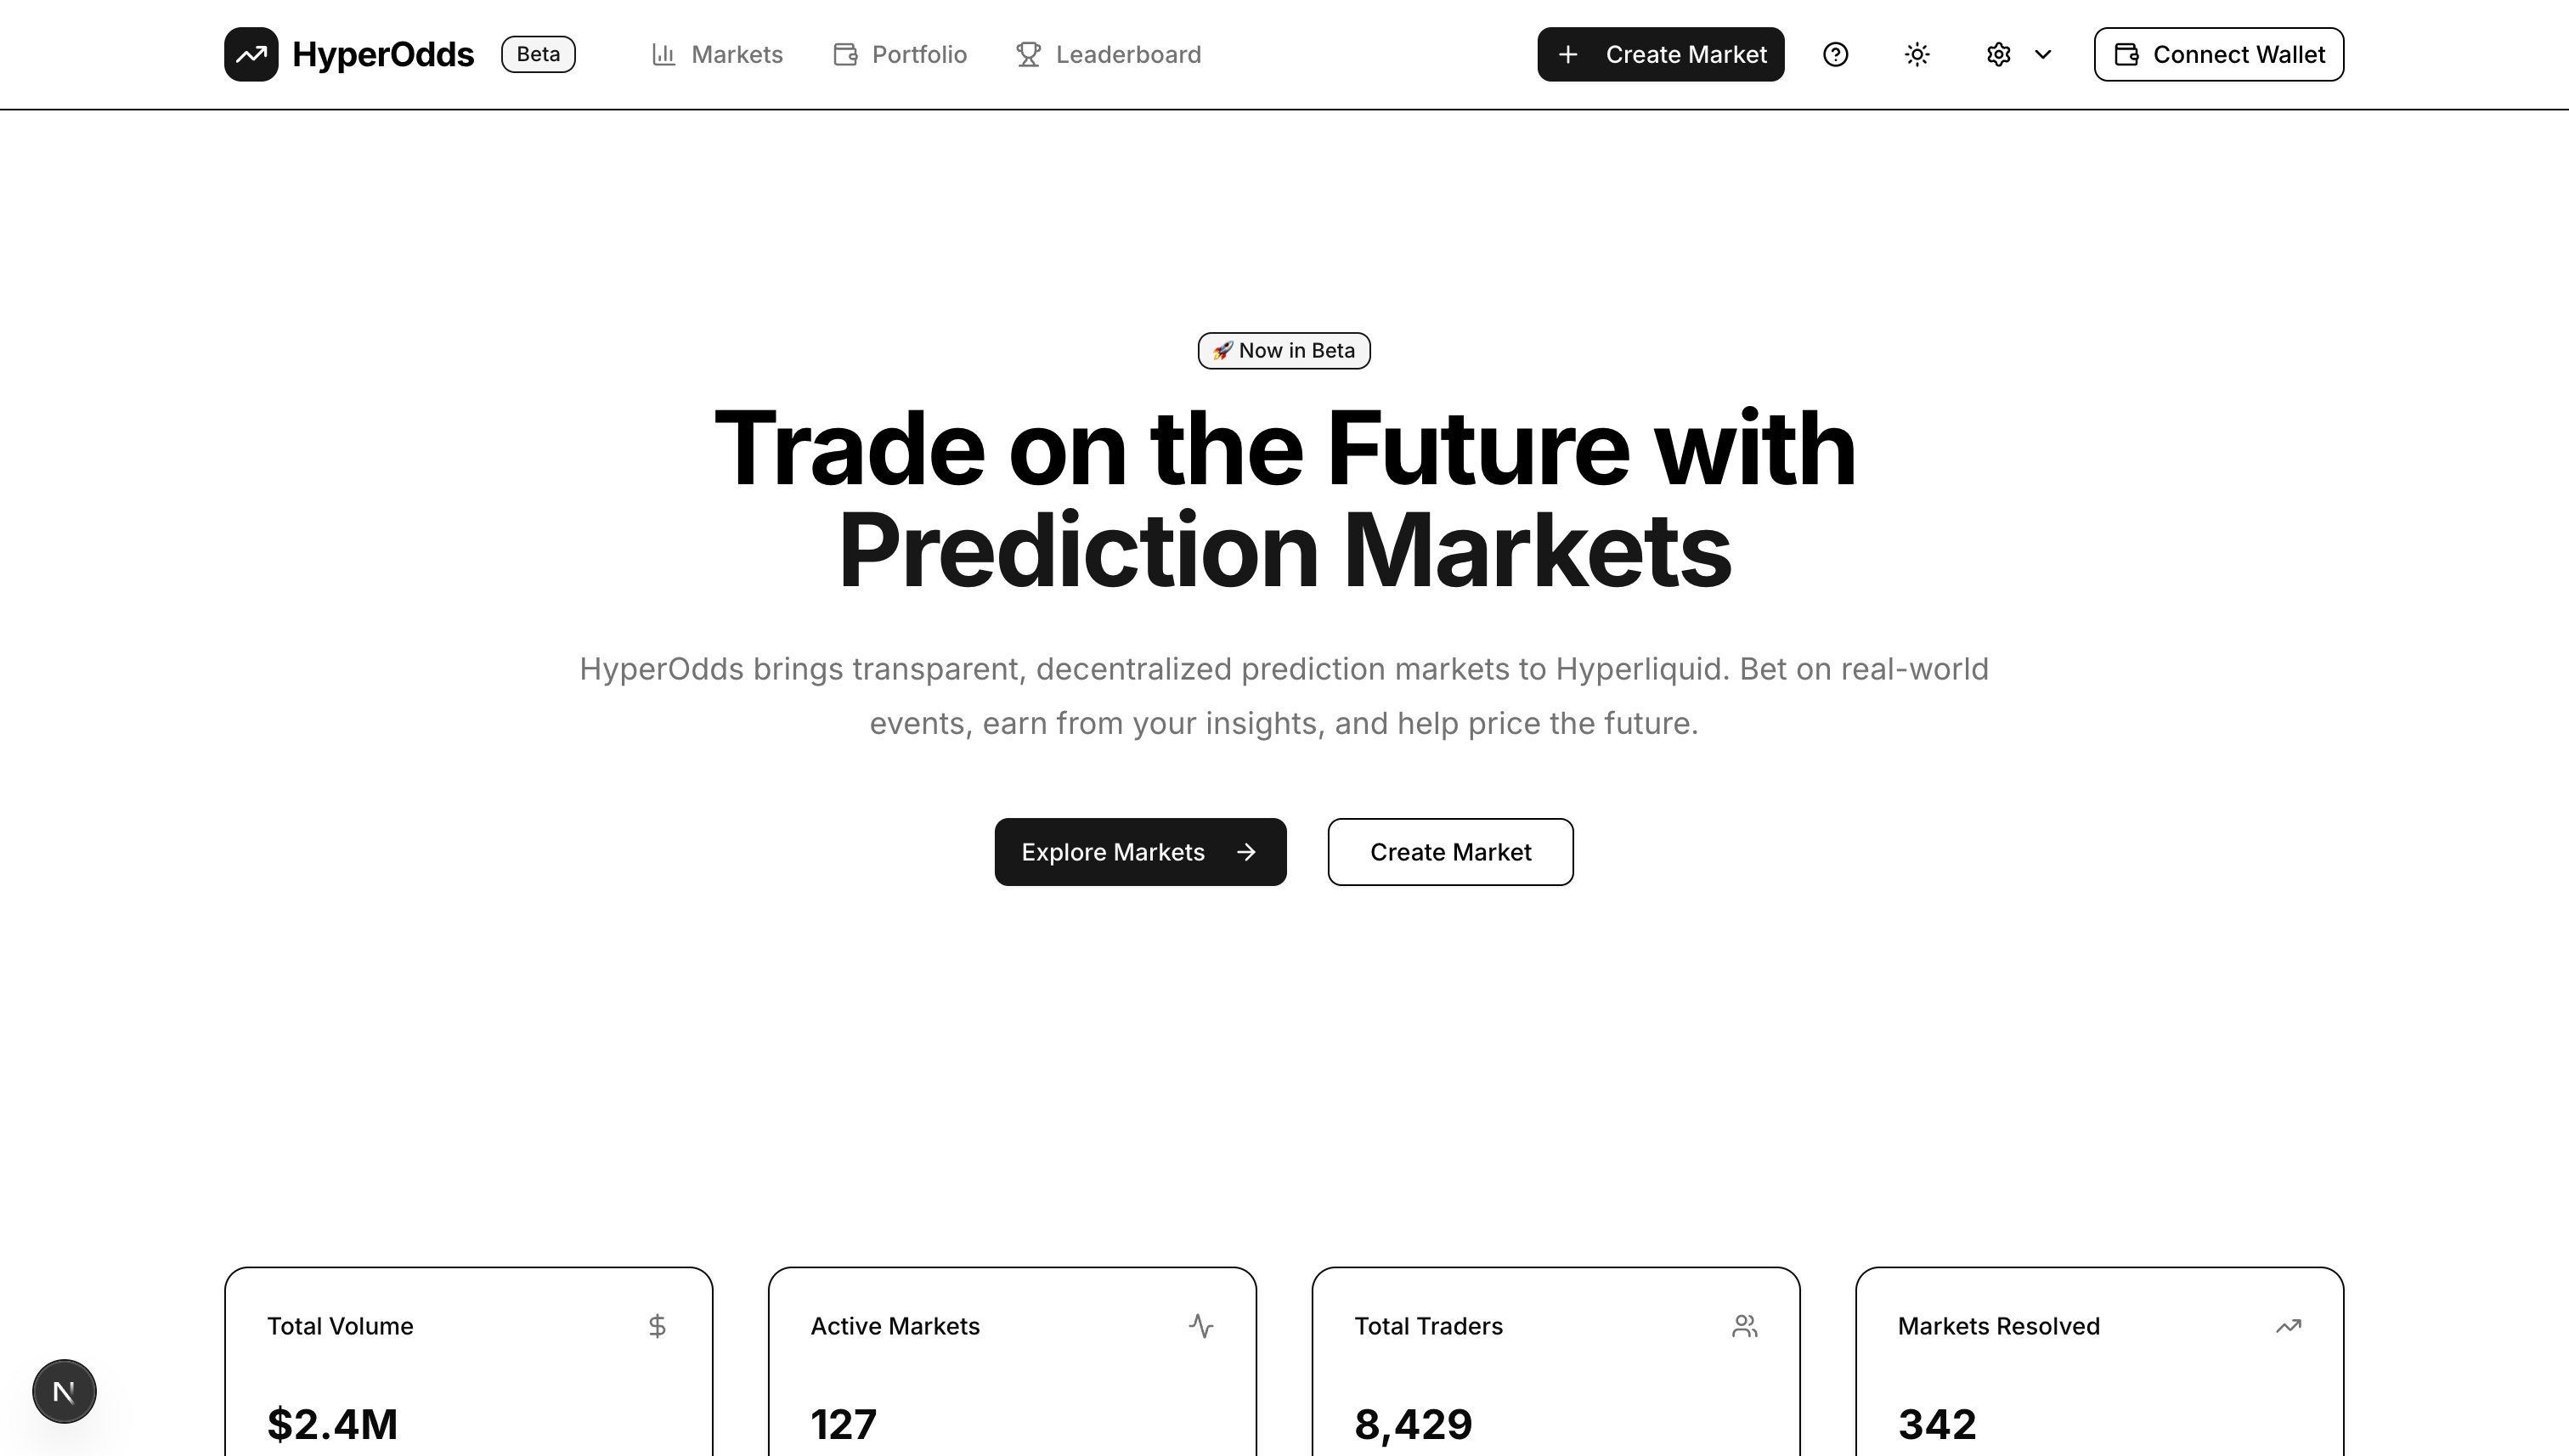 HyperOdds Beta Markets Portfolio Leaderboard Create Market Connect Wallet
🚀 Now in Beta
Trade on the Future with
Prediction Markets
HyperOdds brings transparent, decentralized prediction markets to Hyperliquid. Bet on real-world
events, earn from your insights, and help price the future.
Explore Markets → Create Market
Total Volume $ Active Markets Total Traders Markets Resolved
N
$2.4M 127 8,429 342